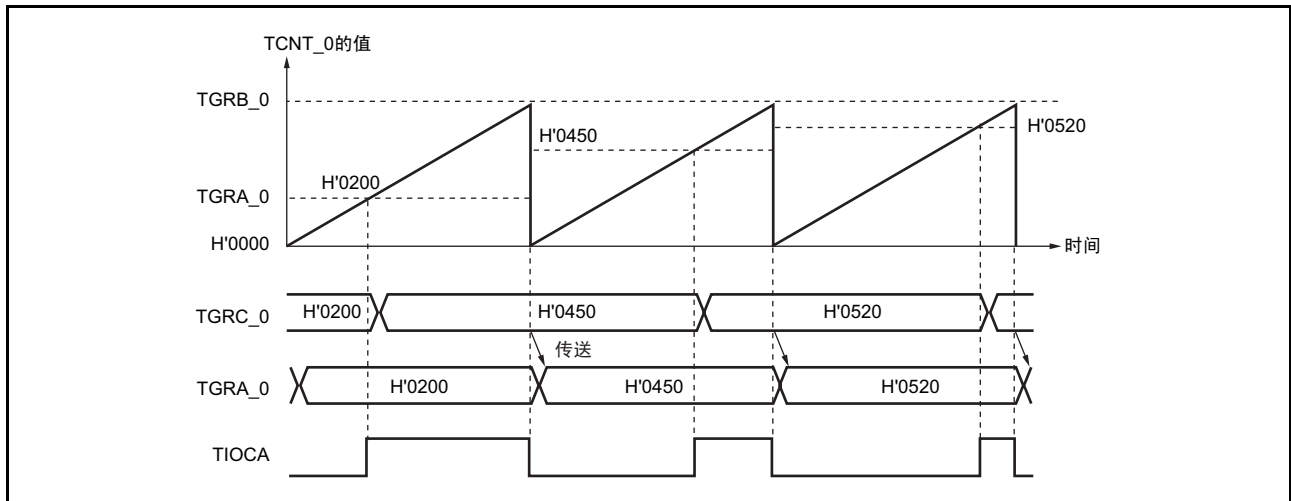 TCNT_0的值
TGRB_0
H'0450
H'0520
H'0200
TGRA_0
H'0000
时间
TGRC_0
H'0200
H'0450
H'0520
传送
TGRA_0
H'0200
H'0450
H'0520
TIOCA